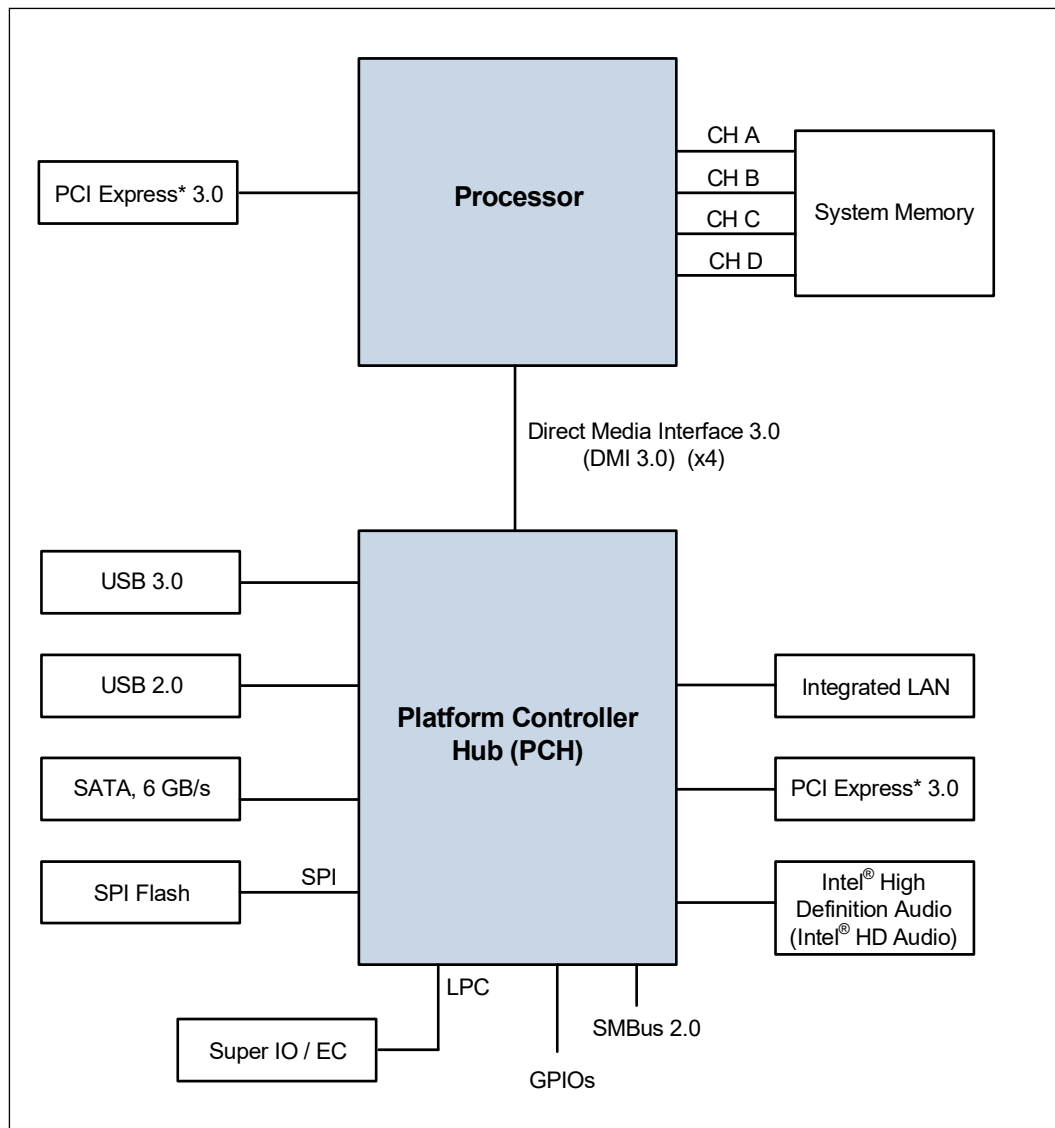 CH A
CH B
CH C
CH D
PCI Express* 3.0
Processor
System Memory
Direct Media Interface 3.0
(DMI 3.0) (x4)
USB 3.0
USB 2.0
SATA, 6 GB/s
SPI Flash
SPI
Platform Controller
Hub (PCH)
Integrated LAN
PCI Express* 3.0
Intel® High
Definition Audio
(Intel® HD Audio)
LPC
Super IO / EC
SMBus 2.0
GPIOs